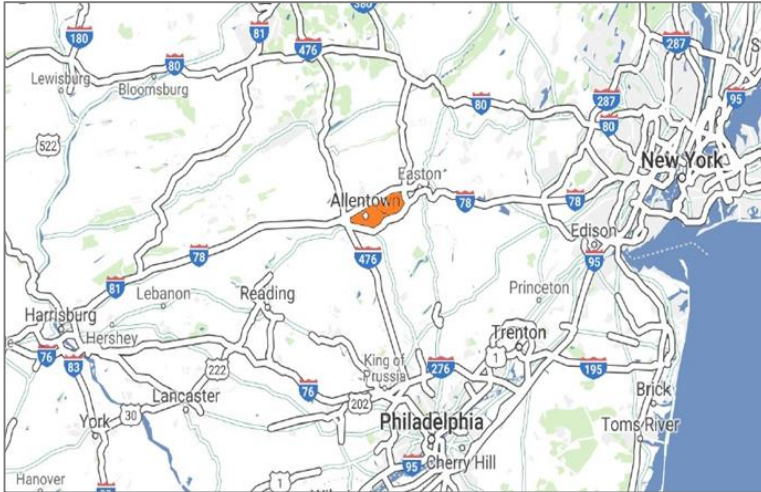 380
180
81
476
287
80
Lewisburg
Bloomsburg
80
287
95
80
522
New York
Easton
Allentown
78
78
Edison
78
476
95
81
Lebanon
Reading
Princeton
Harrisburg
Hershey
Trenton
76
83
King of
Prussia
276
1
195
222
76
202
Lancaster
30
York
Philadelphia
Brick
Toms River
95
Cherry Hill
1
Hanover